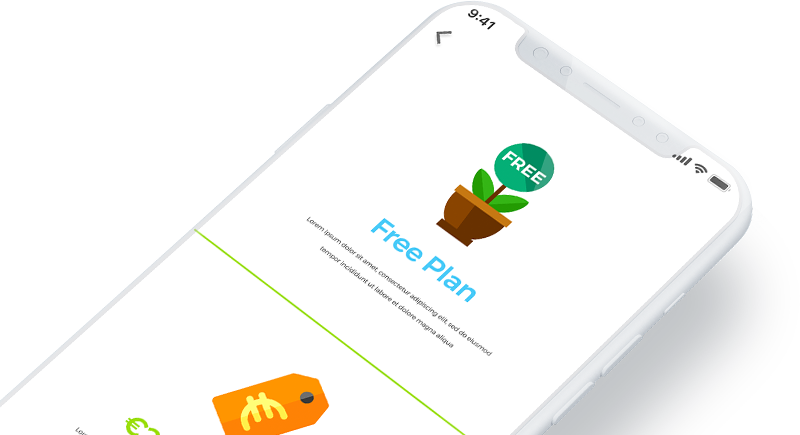 9:41
FREE
Free Plan
Lorem ipsum dolor sit amet, consectetur adipiscing elit, sed do eiusmod
tempor incididunt ut labore et dolore magna aliqua